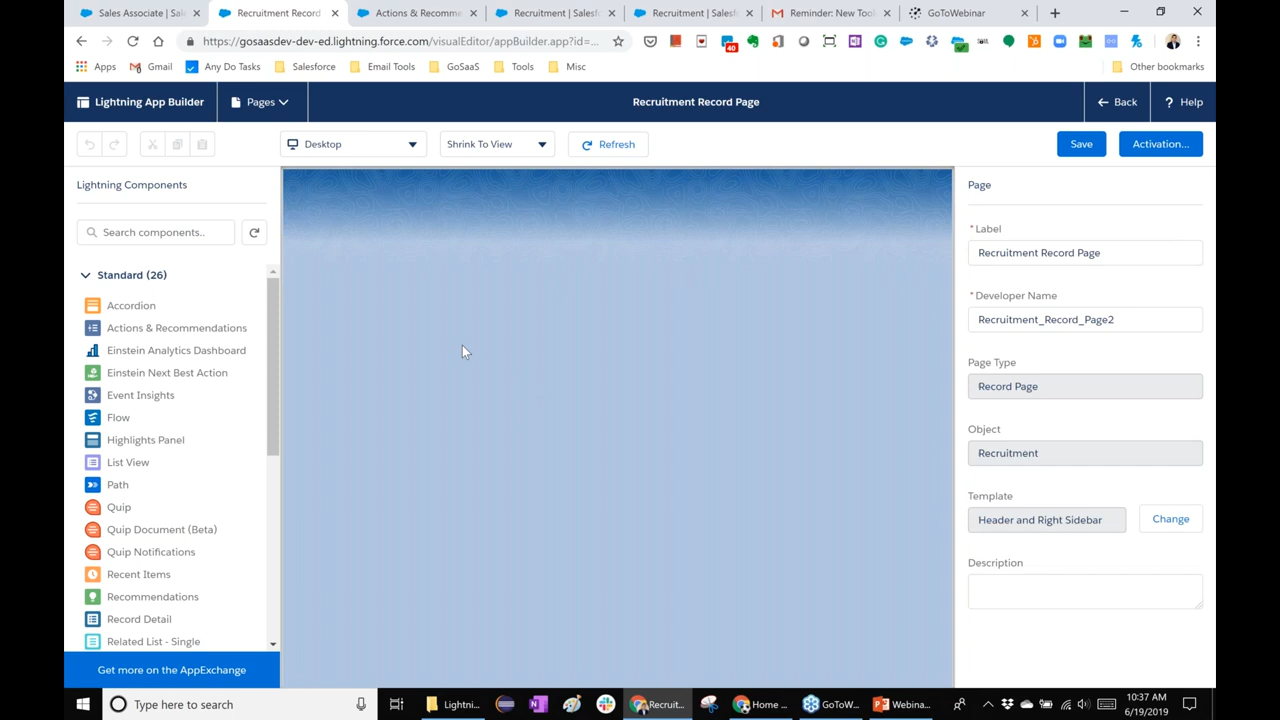 Sales Associate | Sale
Recruitment Record
Actions & Recomme
Recruitment | Salesf
Recruitment | Salesf
Reminder: New Tool
GoToWebinar
https://gosaasdev-dev-ed.lightning.force.com/visualEditor/appBuilder.app?id=...
40
Apps
Gmail
Any Do Tasks
Salesforce
Email Tools
GoSaaS
Tools
Misc
Other bookmarks
Lightning App Builder
Pages
Recruitment Record Page
Back
? Help
Desktop
Shrink To View
Refresh
Save
Activation...
Lightning Components
Search components..
Standard (26)
Accordion
Actions & Recommendations
Einstein Analytics Dashboard
Einstein Next Best Action
Event Insights
Flow
Highlights Panel
List View
Path
Quip
Quip Document (Beta)
Quip Notifications
Recent Items
Recommendations
Record Detail
Related List - Single
Get more on the AppExchange
Page
* Label
Recruitment Record Page
* Developer Name
Recruitment_Record_Page2
Page Type
Record Page
Object
Recruitment
Template
Header and Right Sidebar
Change
Description
Type here to search
Lightni...
Recruit...
Home ...
GoToW...
Webina...
10:37 AM
6/19/2019